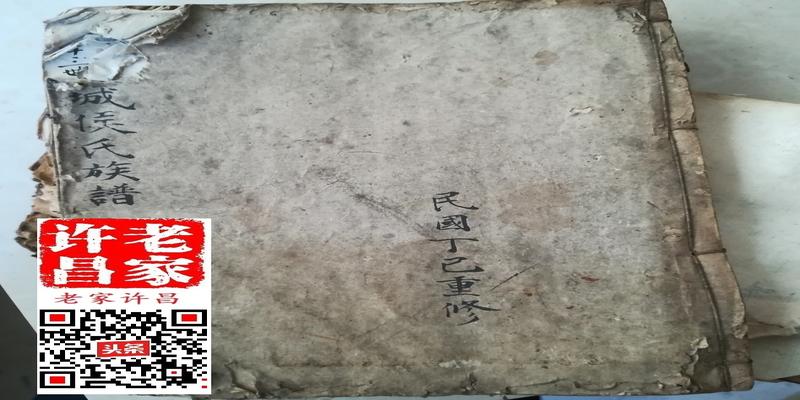 城侯氏族譜
民國丁巳重修
老家
许昌
老家许昌
头条